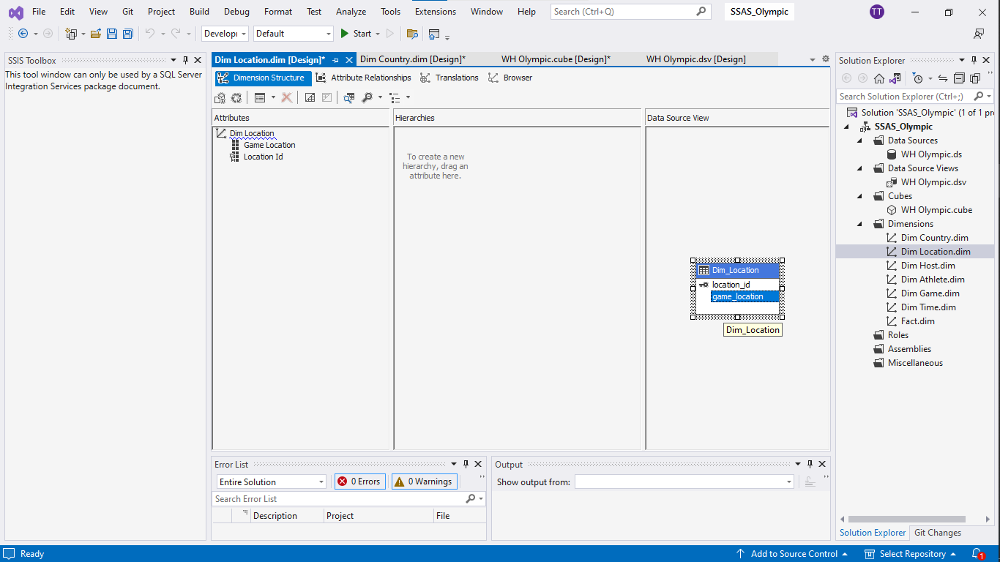 File Edit View Git Project Build Debug Format Test Analyze Tools Extensions Window Help Search (Ctrl+Q) SSAS_Olympic TT
Developı Default Start
SSIS Toolbox
This tool window can only be used by a SQL Server
Integration Services package document.
Dim Location.dim [Design]* Dim Country.dim [Design]* WH Olympic.cube [Design]* WH Olympic.dsv [Design]
Dimension Structure Attribute Relationships Translations Browser
Attributes
Dim Location
Game Location
Location Id
Hierarchies
To create a new
hierarchy, drag an
attribute here.
Data Source View
Dim_Location
location_id
game_location
Dim_Location
Error List
Entire Solution 0 Errors 0 Warnings
Search Error List
Description Project File
Output
Show output from:
Solution Explorer
Search Solution Explorer (Ctrl+;)
Solution 'SSAS_Olympic' (1 of 1 pr
SSAS_Olympic
Data Sources
WH Olympic.ds
Data Source Views
WH Olympic.dsv
Cubes
WH Olympic.cube
Dimensions
Dim Country.dim
Dim Location.dim
Dim Host.dim
Dim Athlete.dim
Dim Game.dim
Dim Time.dim
Fact.dim
Roles
Assemblies
Miscellaneous
Solution Explorer Git Changes
Ready Add to Source Control Select Repository 1